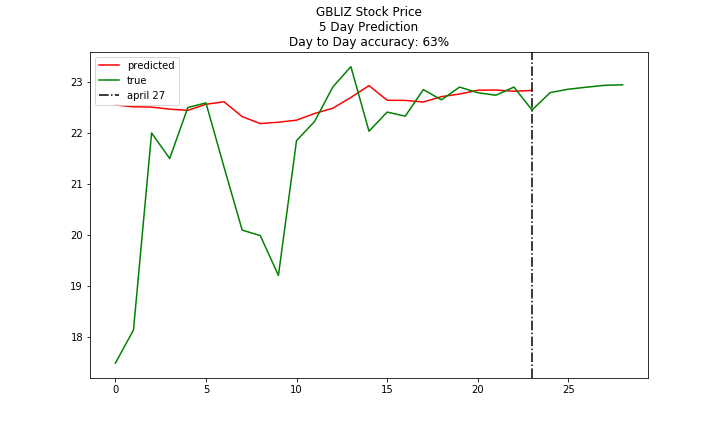 GBLIZ Stock Price
5 Day Prediction
Day to Day accuracy: 63%
predicted
true
april 27
23
22
21
20
19
18
0
5
10
15
20
25